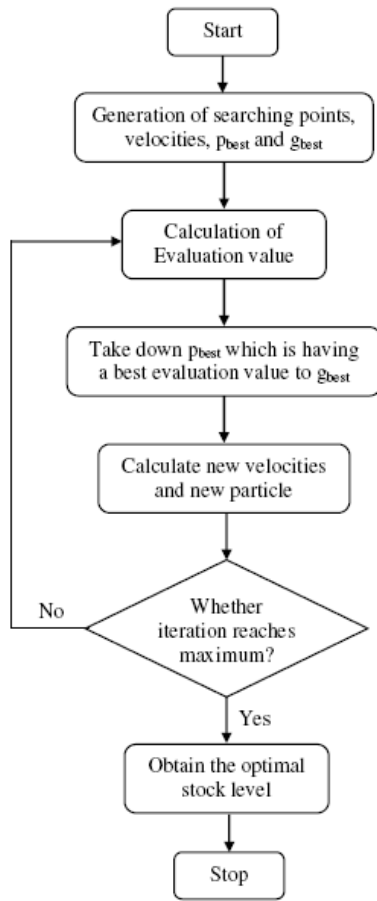 Start
Generation of searching points,
velocities, pbest and gbest
Calculation of
Evaluation value
Take down pbest which is having
a best evaluation value to gbest
Calculate new velocities
and new particle
No
Whether
iteration reaches
maximum?
Yes
Obtain the optimal
stock level
Stop